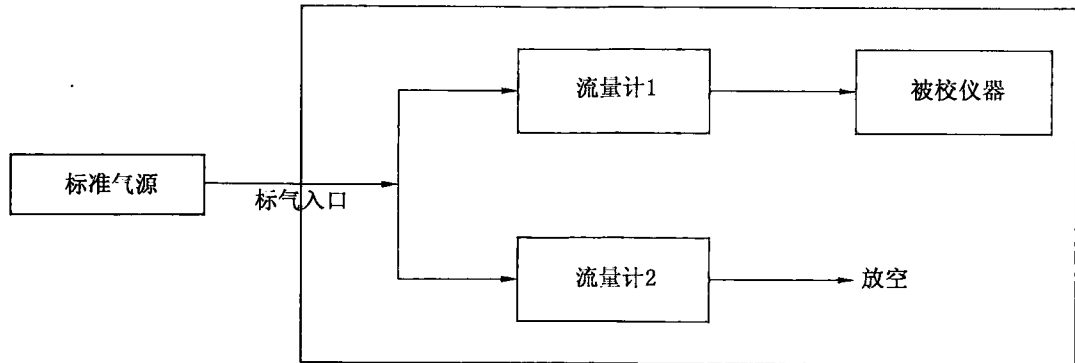 流量计1
被校仪器
标准气源
标气入口
流量计2
放空